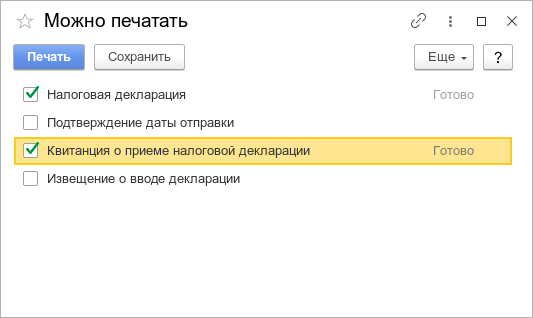 Можно печатать
Печать
Сохранить
Еще
?
Налоговая декларация
Готово
Подтверждение даты отправки
Квитанция о приеме налоговой декларации
Готово
Извещение о вводе декларации